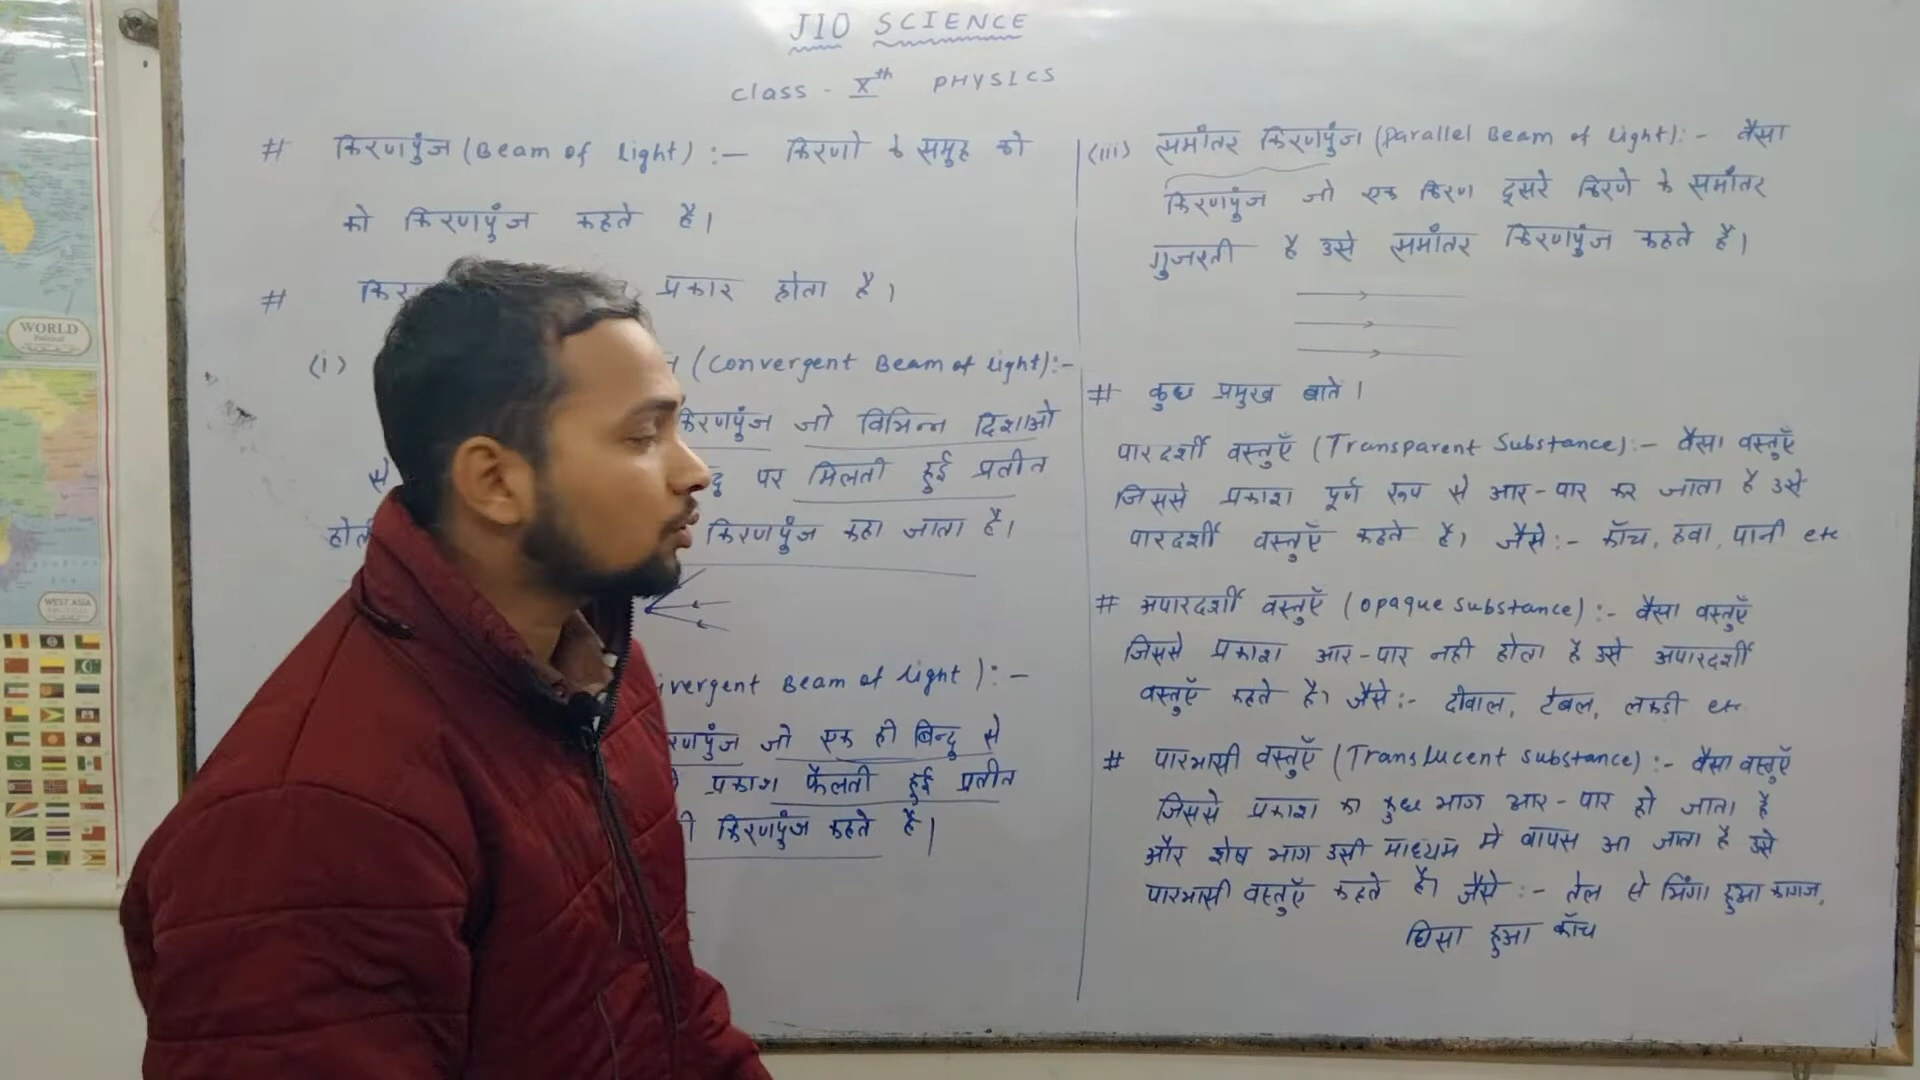 JIO SCIENCE
class - Xth PHYSICS
# किरणपुंज (Beam of light) :— किरणो के समुह को
को किरणपुंज कहते है।
# प्रकार होता है।
(i) (Convergent Beam of light):-
किरणपुंज जो विभिन्न दिशाओ
से पर मिलती हुई प्रतीत
किरणपुंज कहा जाता है।
Beam of light ):-
जो एक ही बिन्दु से
प्रकाश फैलती हुई प्रतीत
किरणपुंज कहते है।
(iii) समांतर किरणपुंज (Parallel Beam of light):- वैसा
किरणपुंज जो एक किरण दूसरे किरणे के समांतर
गुजरती है उसे समांतर किरणपुंज कहते है।
# कुछ प्रमुख बाते।
पारदर्शी वस्तुएँ (Transparent Substance):- वैसा वस्तुएँ
जिससे प्रकाश पूर्ण रूप से आर-पार कर जाता है उसे
पारदर्शी वस्तुएँ कहते है। जैसे:- काँच, हवा, पानी etc
# अपारदर्शी वस्तुएँ (opaque substance) :- वैसा वस्तुएँ
जिससे प्रकाश आर-पार नही होता है उसे अपारदर्शी
वस्तुएँ कहते है। जैसे:- दीवाल, टेबल, लकडी etc
# पारभासी वस्तुएँ (Translucent substance) :- वैसा वस्तुएँ
जिससे प्रकाश का कुछ भाग आर-पार हो जाता है
और शेष भाग उसी माध्यम मे वापस आ जाता है उसे
पारभासी वस्तुएँ कहते है। जैसे :- तेल से भिंगा हुआ कागज,
घिसा हुआ काँच
WORLD
Political
WEST ASIA